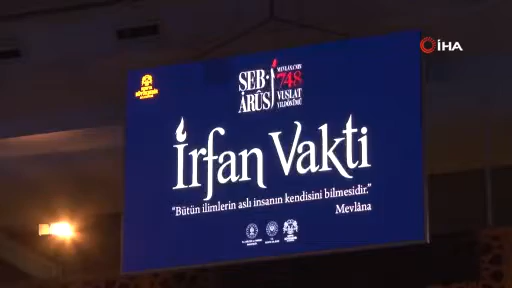 İHA
ŞEB-İ
ARÛS
MEVLÂNA'NIN
748
VUSLAT
YILDÖNÜMÜ
İrfan Vakti
“Bütün ilimlerin aslı insanın kendisini bilmesidir.”
Mevlâna